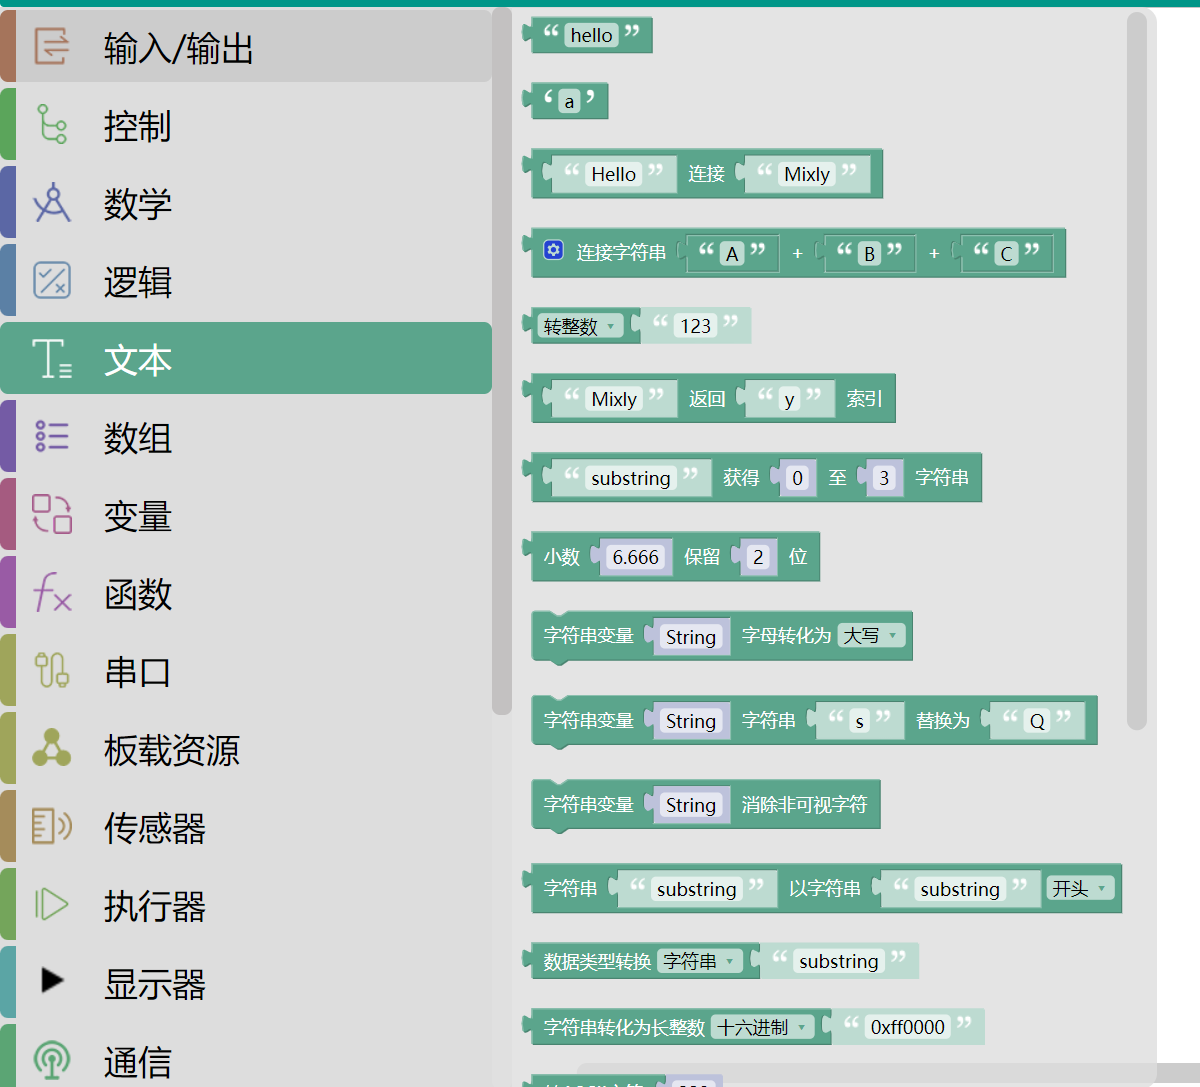 输入/输出
控制
数学
逻辑
文本
数组
变量
函数
串口
板载资源
传感器
执行器
显示器
通信
“ hello ”
‘ a ’
“ Hello ” 连接 “ Mixly ”
连接字符串 “ A ” + “ B ” + “ C ”
转整数 “ 123 ”
“ Mixly ” 返回 “ y ” 索引
“ substring ” 获得 0 至 3 字符串
小数 6.666 保留 2 位
字符串变量 String 字母转化为 大写
字符串变量 String 字符串 “ s ” 替换为 “ Q ”
字符串变量 String 消除非可视字符
字符串 “ substring ” 以字符串 “ substring ” 开头
数据类型转换 字符串 “ substring ”
字符串转化为长整数 十六进制 “ 0xff0000 ”